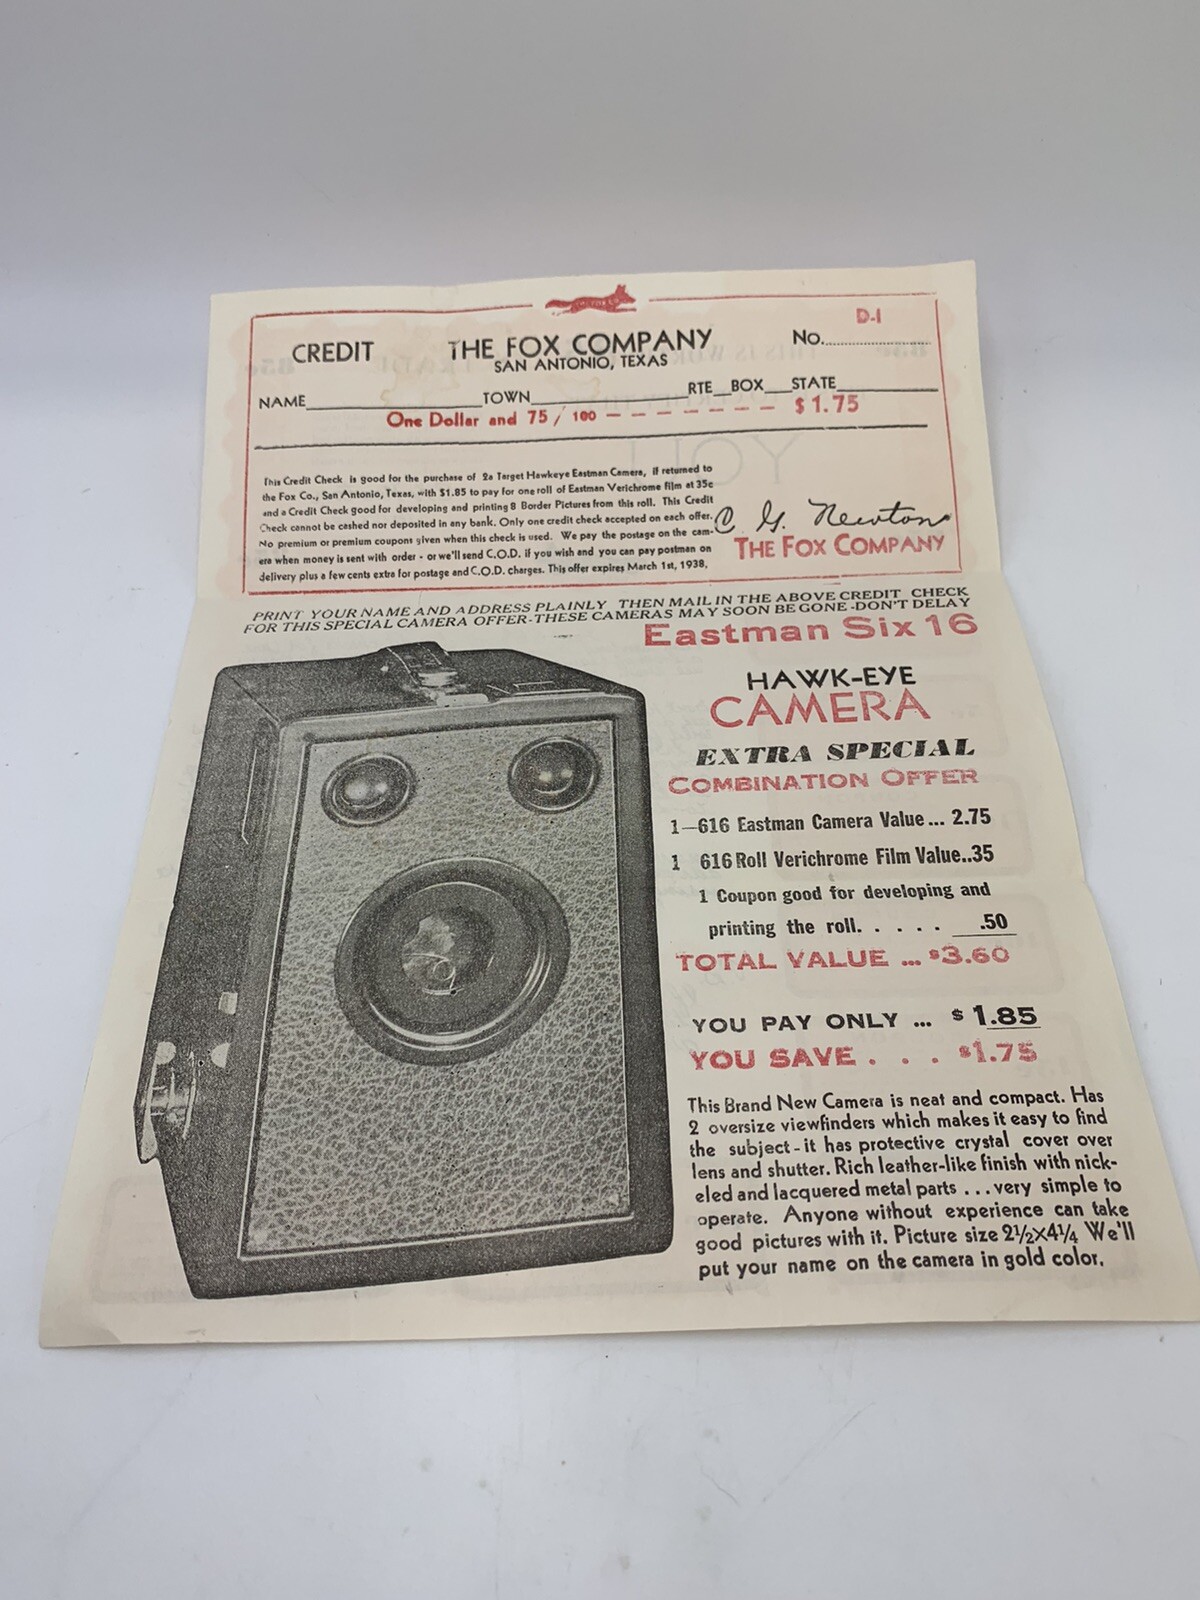 CREDIT
THE FOX COMPANY
SAN ANTONIO, TEXAS
No.
D-1
NAME TOWN RTE BOX STATE
One Dollar and 75 / 100 - - - - - - - $1.75
This Credit Check is good for the purchase of 2a Target Hawkeye Eastman Camera, if returned to
the Fox Co., San Antonio, Texas, with $1.85 to pay for one roll of Eastman Verichrome film at 35c
and a Credit Check good for developing and printing 8 Border Pictures from this roll. This Credit
Check cannot be cashed nor deposited in any bank. Only one credit check accepted on each offer.
No premium or premium coupons given when this check is used. We pay the postage on the cam-
era when money is sent with order - or we'll send C.O.D. if you wish and you can pay postman on
delivery plus a few cents extra for postage and C.O.D. charges. This offer expires March 1st, 1938.
C. G. Newton
THE FOX COMPANY
PRINT YOUR NAME AND ADDRESS PLAINLY THEN MAIL IN THE ABOVE CREDIT CHECK
FOR THIS SPECIAL CAMERA OFFER-THESE CAMERAS MAY SOON BE GONE-DON'T DELAY
Eastman Six 16
HAWK-EYE
CAMERA
EXTRA SPECIAL
COMBINATION OFFER
1—616 Eastman Camera Value... 2.75
1 616 Roll Verichrome Film Value..35
1 Coupon good for developing and
printing the roll. . . . . .50
TOTAL VALUE ... $3.60
YOU PAY ONLY ... $1.85
YOU SAVE . . . $1.75
This Brand New Camera is neat and compact. Has
2 oversize viewfinders which makes it easy to find
the subject - it has protective crystal cover over
lens and shutter. Rich leather-like finish with nick-
eled and lacquered metal parts . . . very simple to
operate. Anyone without experience can take
good pictures with it. Picture size 2½x4¼ We'll
put your name on the camera in gold color.